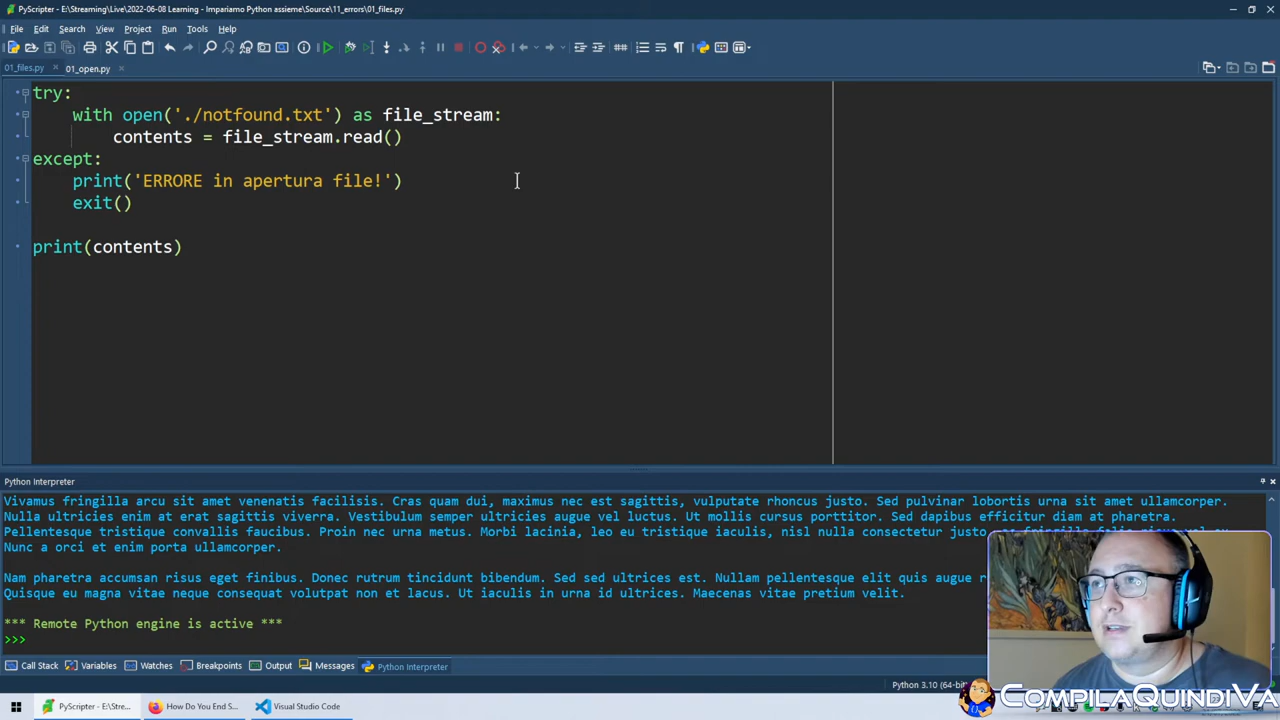 PyScripter - E:\Streaming\Live\2022-06-08 Learning - Impariamo Python assieme\Source\11_errors\01_files.py
File Edit Search View Project Run Tools Help
01_files.py 01_open.py
try:
with open('./notfound.txt') as file_stream:
contents = file_stream.read()
except:
print('ERRORE in apertura file!')
exit()
print(contents)
Python Interpreter
Vivamus fringilla arcu sit amet venenatis facilisis. Cras quam dui, maximus nec est sagittis, vulputate rhoncus justo. Sed pulvinar lobortis urna sit amet ullamcorper.
Nulla ultricies enim at erat sagittis viverra. Vestibulum semper ultricies augue vel luctus. Ut mollis cursus porttitor. Sed dapibus efficitur diam at pharetra.
Pellentesque tristique convallis faucibus. Proin nec urna metus. Morbi lacinia, leo eu tristique iaculis, nisl nulla consectetur justo
Nunc a orci et enim porta ullamcorper.
Nam pharetra accumsan risus eget finibus. Donec rutrum tincidunt bibendum. Sed sed ultrices est. Nullam pellentesque elit quis augue
Quisque eu magna vitae neque consequat volutpat non et lacus. Ut iaculis in urna id ultrices. Maecenas vitae pretium velit.
*** Remote Python engine is active ***
>>>
Call Stack Variables Watches Breakpoints Output Messages Python Interpreter
Python 3.10 (64-bit)
CompilaQuindiVa
PyScripter - E:\Stre... How Do You End S... Visual Studio Code